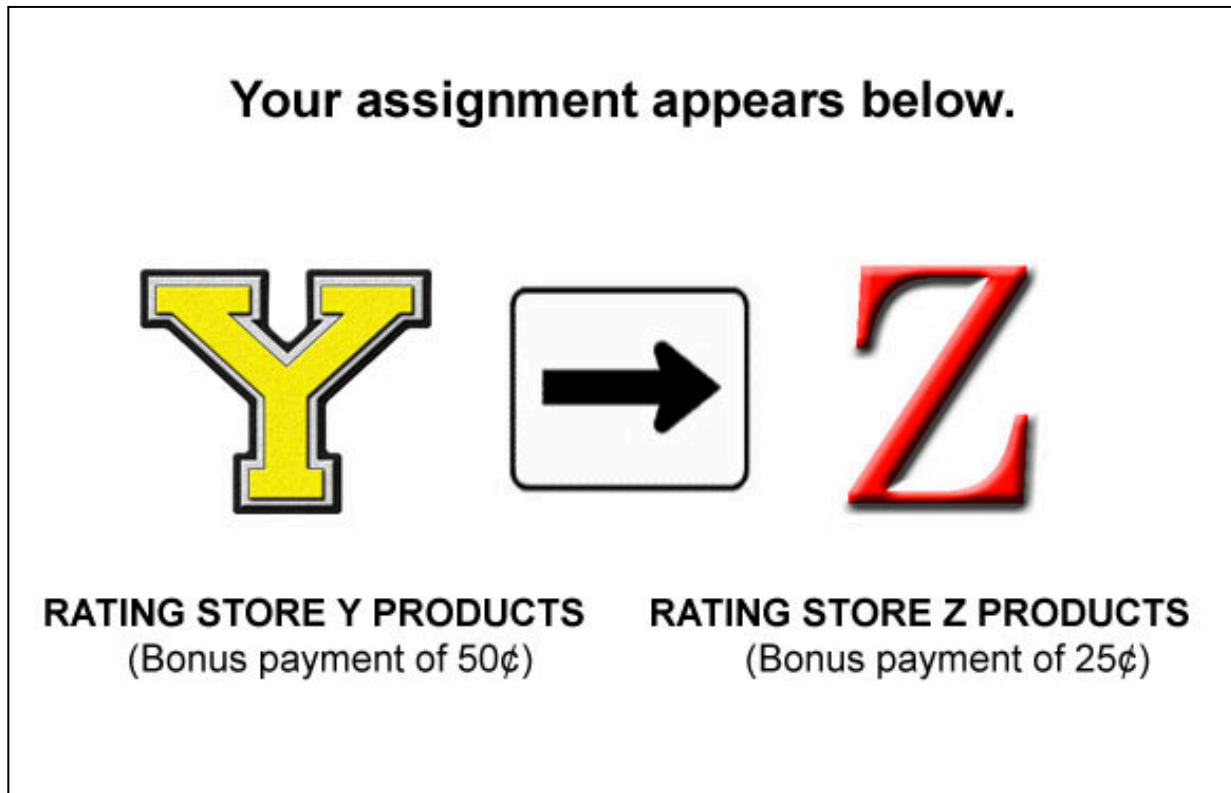 Your assignment appears below.
Y Z
RATING STORE Y PRODUCTS
(Bonus payment of 50¢)
RATING STORE Z PRODUCTS
(Bonus payment of 25¢)